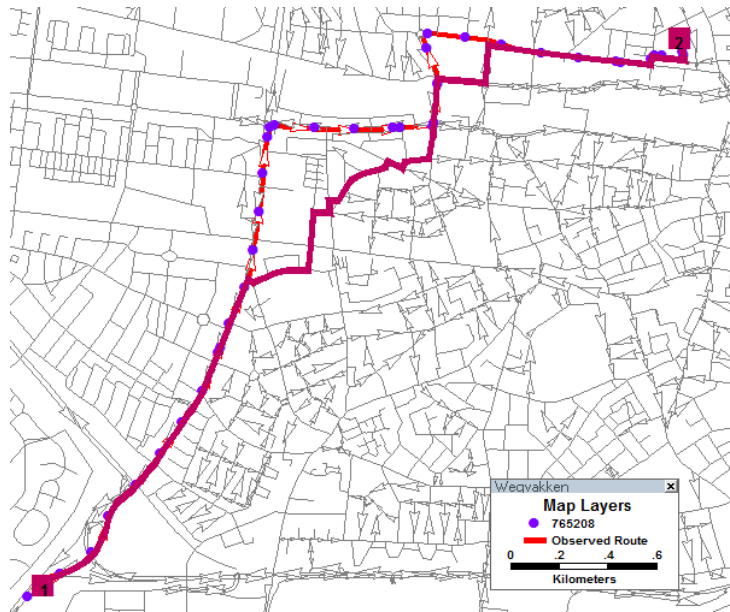 2
1
Wegvakken
Map Layers
765208
Observed Route
0 .2 .4 .6
Kilometers